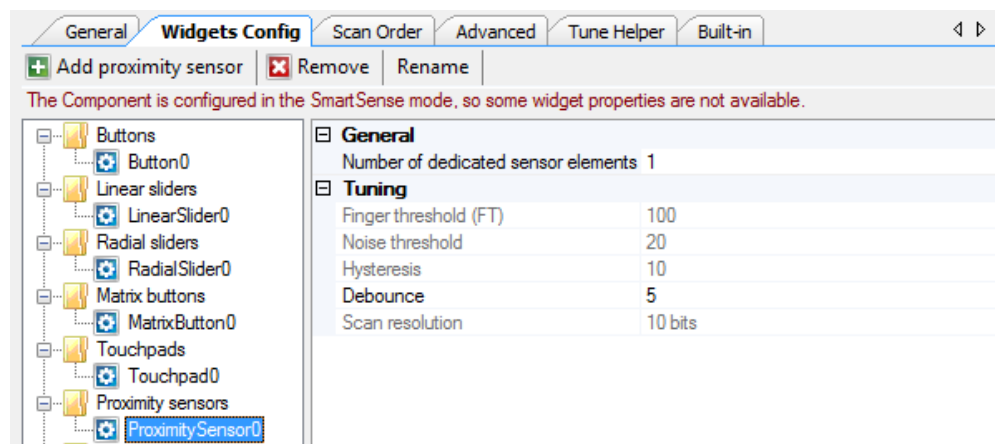 General Widgets Config Scan Order Advanced Tune Helper Built-in
Add proximity sensor Remove Rename
The Component is configured in the SmartSense mode, so some widget properties are not available.
Buttons
Button0
Linear sliders
LinearSlider0
Radial sliders
RadialSlider0
Matrix buttons
MatrixButton0
Touchpads
Touchpad0
Proximity sensors
ProximitySensor0
General
Number of dedicated sensor elements 1
Tuning
Finger threshold (FT) 100
Noise threshold 20
Hysteresis 10
Debounce 5
Scan resolution 10 bits